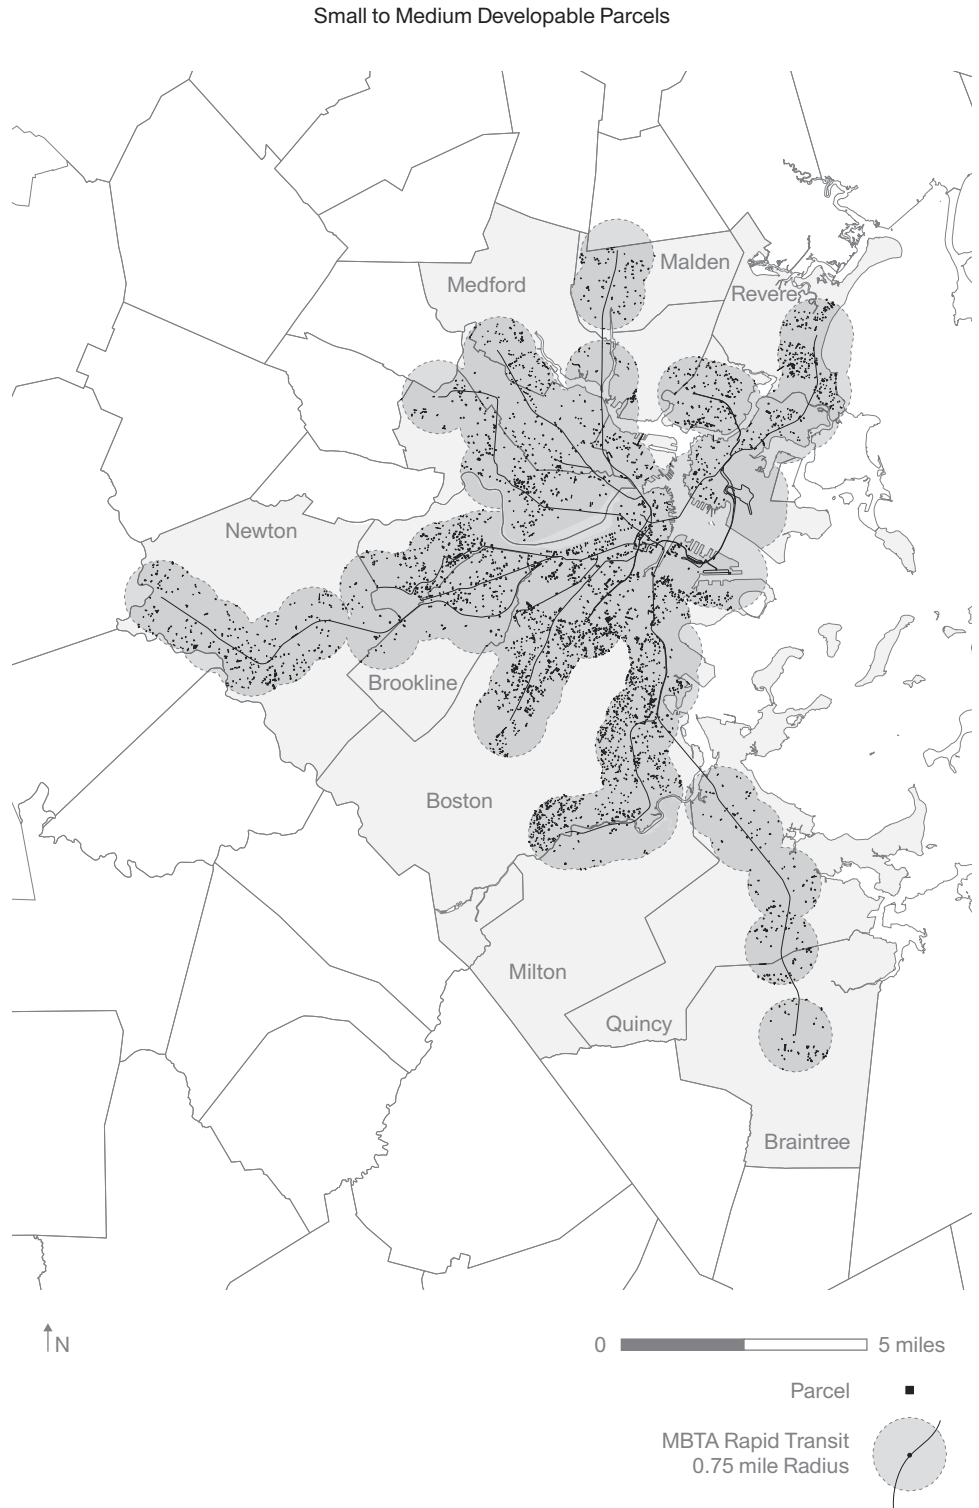 Small to Medium Developable Parcels
Medford
Malden
Revere
Newton
Brookline
Boston
Milton
Quincy
Braintree
N
0
5 miles
Parcel
MBTA Rapid Transit
0.75 mile Radius